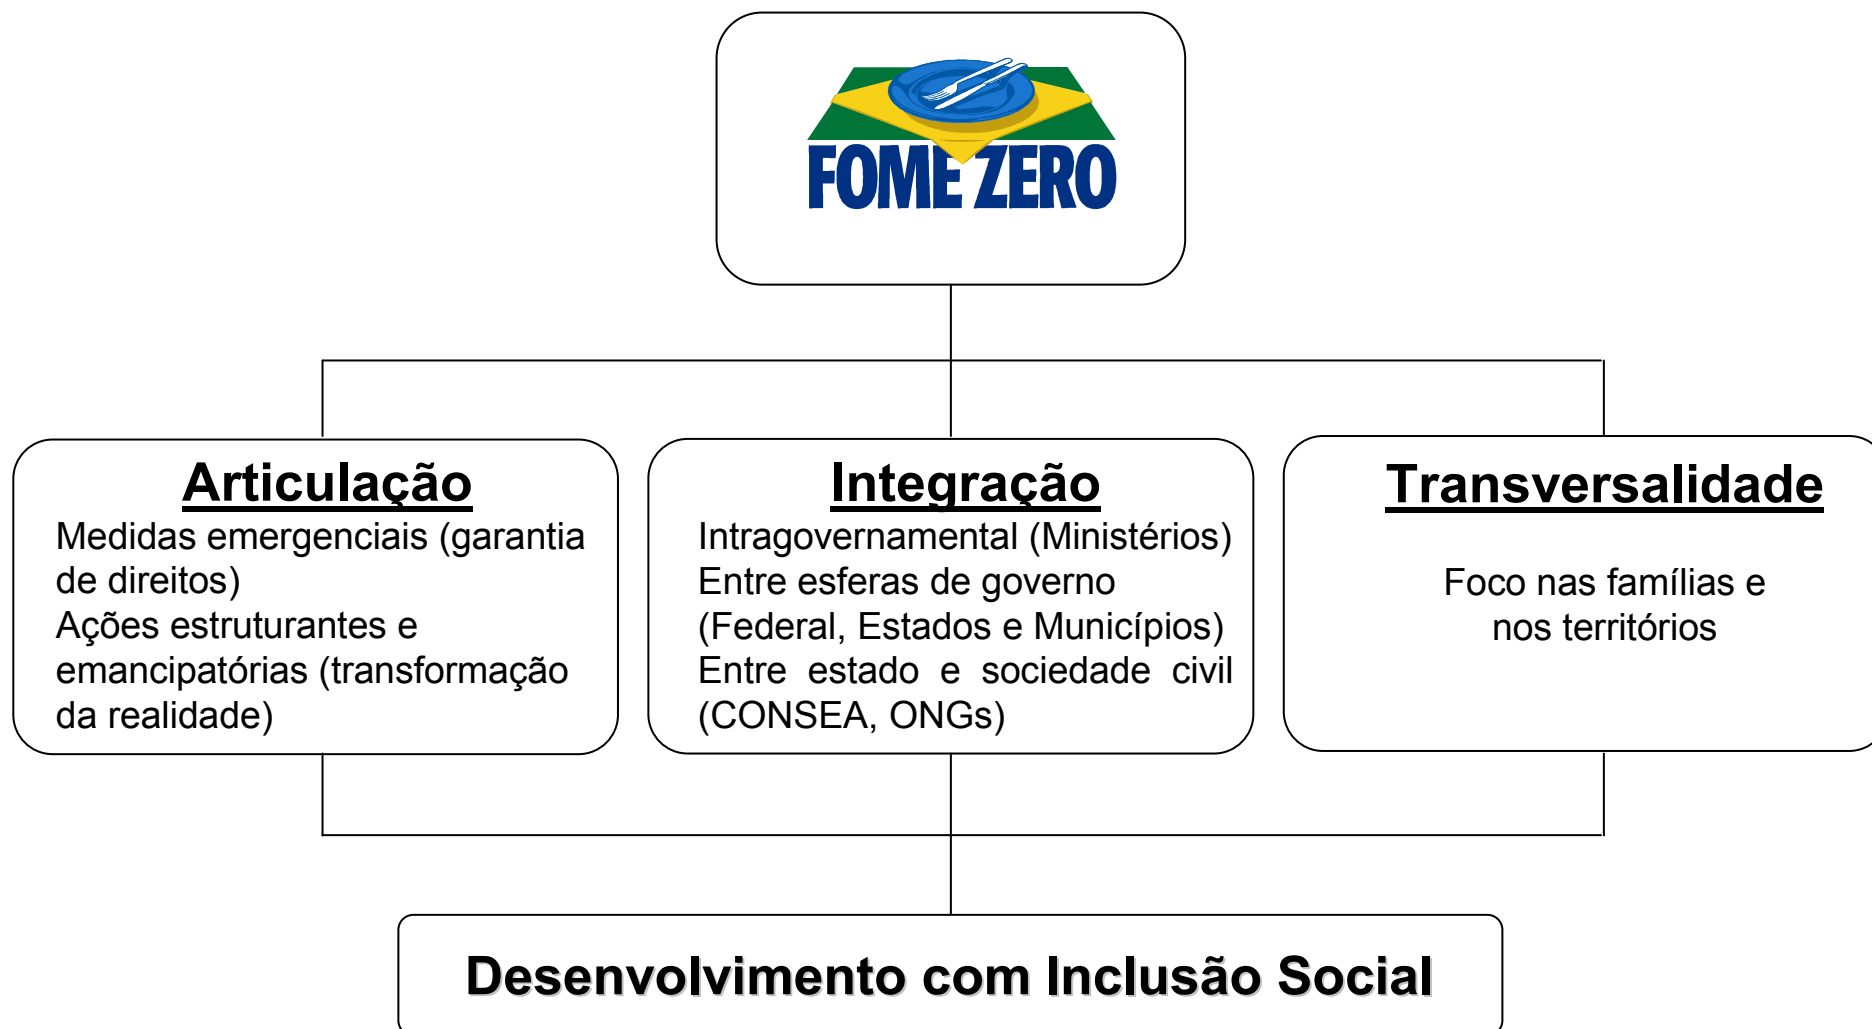 FOME ZERO
Articulação
Medidas emergenciais (garantia
de direitos)
Ações estruturantes e
emancipatórias (transformação
da realidade)
Integração
Intragovernamental (Ministérios)
Entre esferas de governo
(Federal, Estados e Municípios)
Entre estado e sociedade civil
(CONSEA, ONGs)
Transversalidade
Foco nas famílias e
nos territórios
Desenvolvimento com Inclusão Social